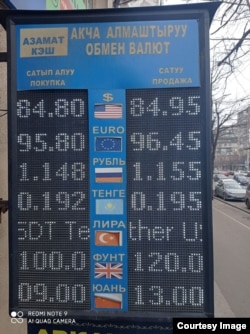 АЗАМАТ КЭШ
АКЧА АЛМАШТЫРУУ
ОБМЕН ВАЛЮТ
САТЫП АЛУУ САТУУ
ПОКУПКА ПРОДАЖА
84.80 $ 84.95
95.80 EURO 96.45
1.148 РУБЛЬ 1.155
0.192 ТЕНГЕ 0.195
SDT Te ЛИРА ther U
100.0 ФУНТ 120.0
09.00 ЮАНЬ 13.00
REDMI NOTE 9
AI QUAD CAMERA
Courtesy Image